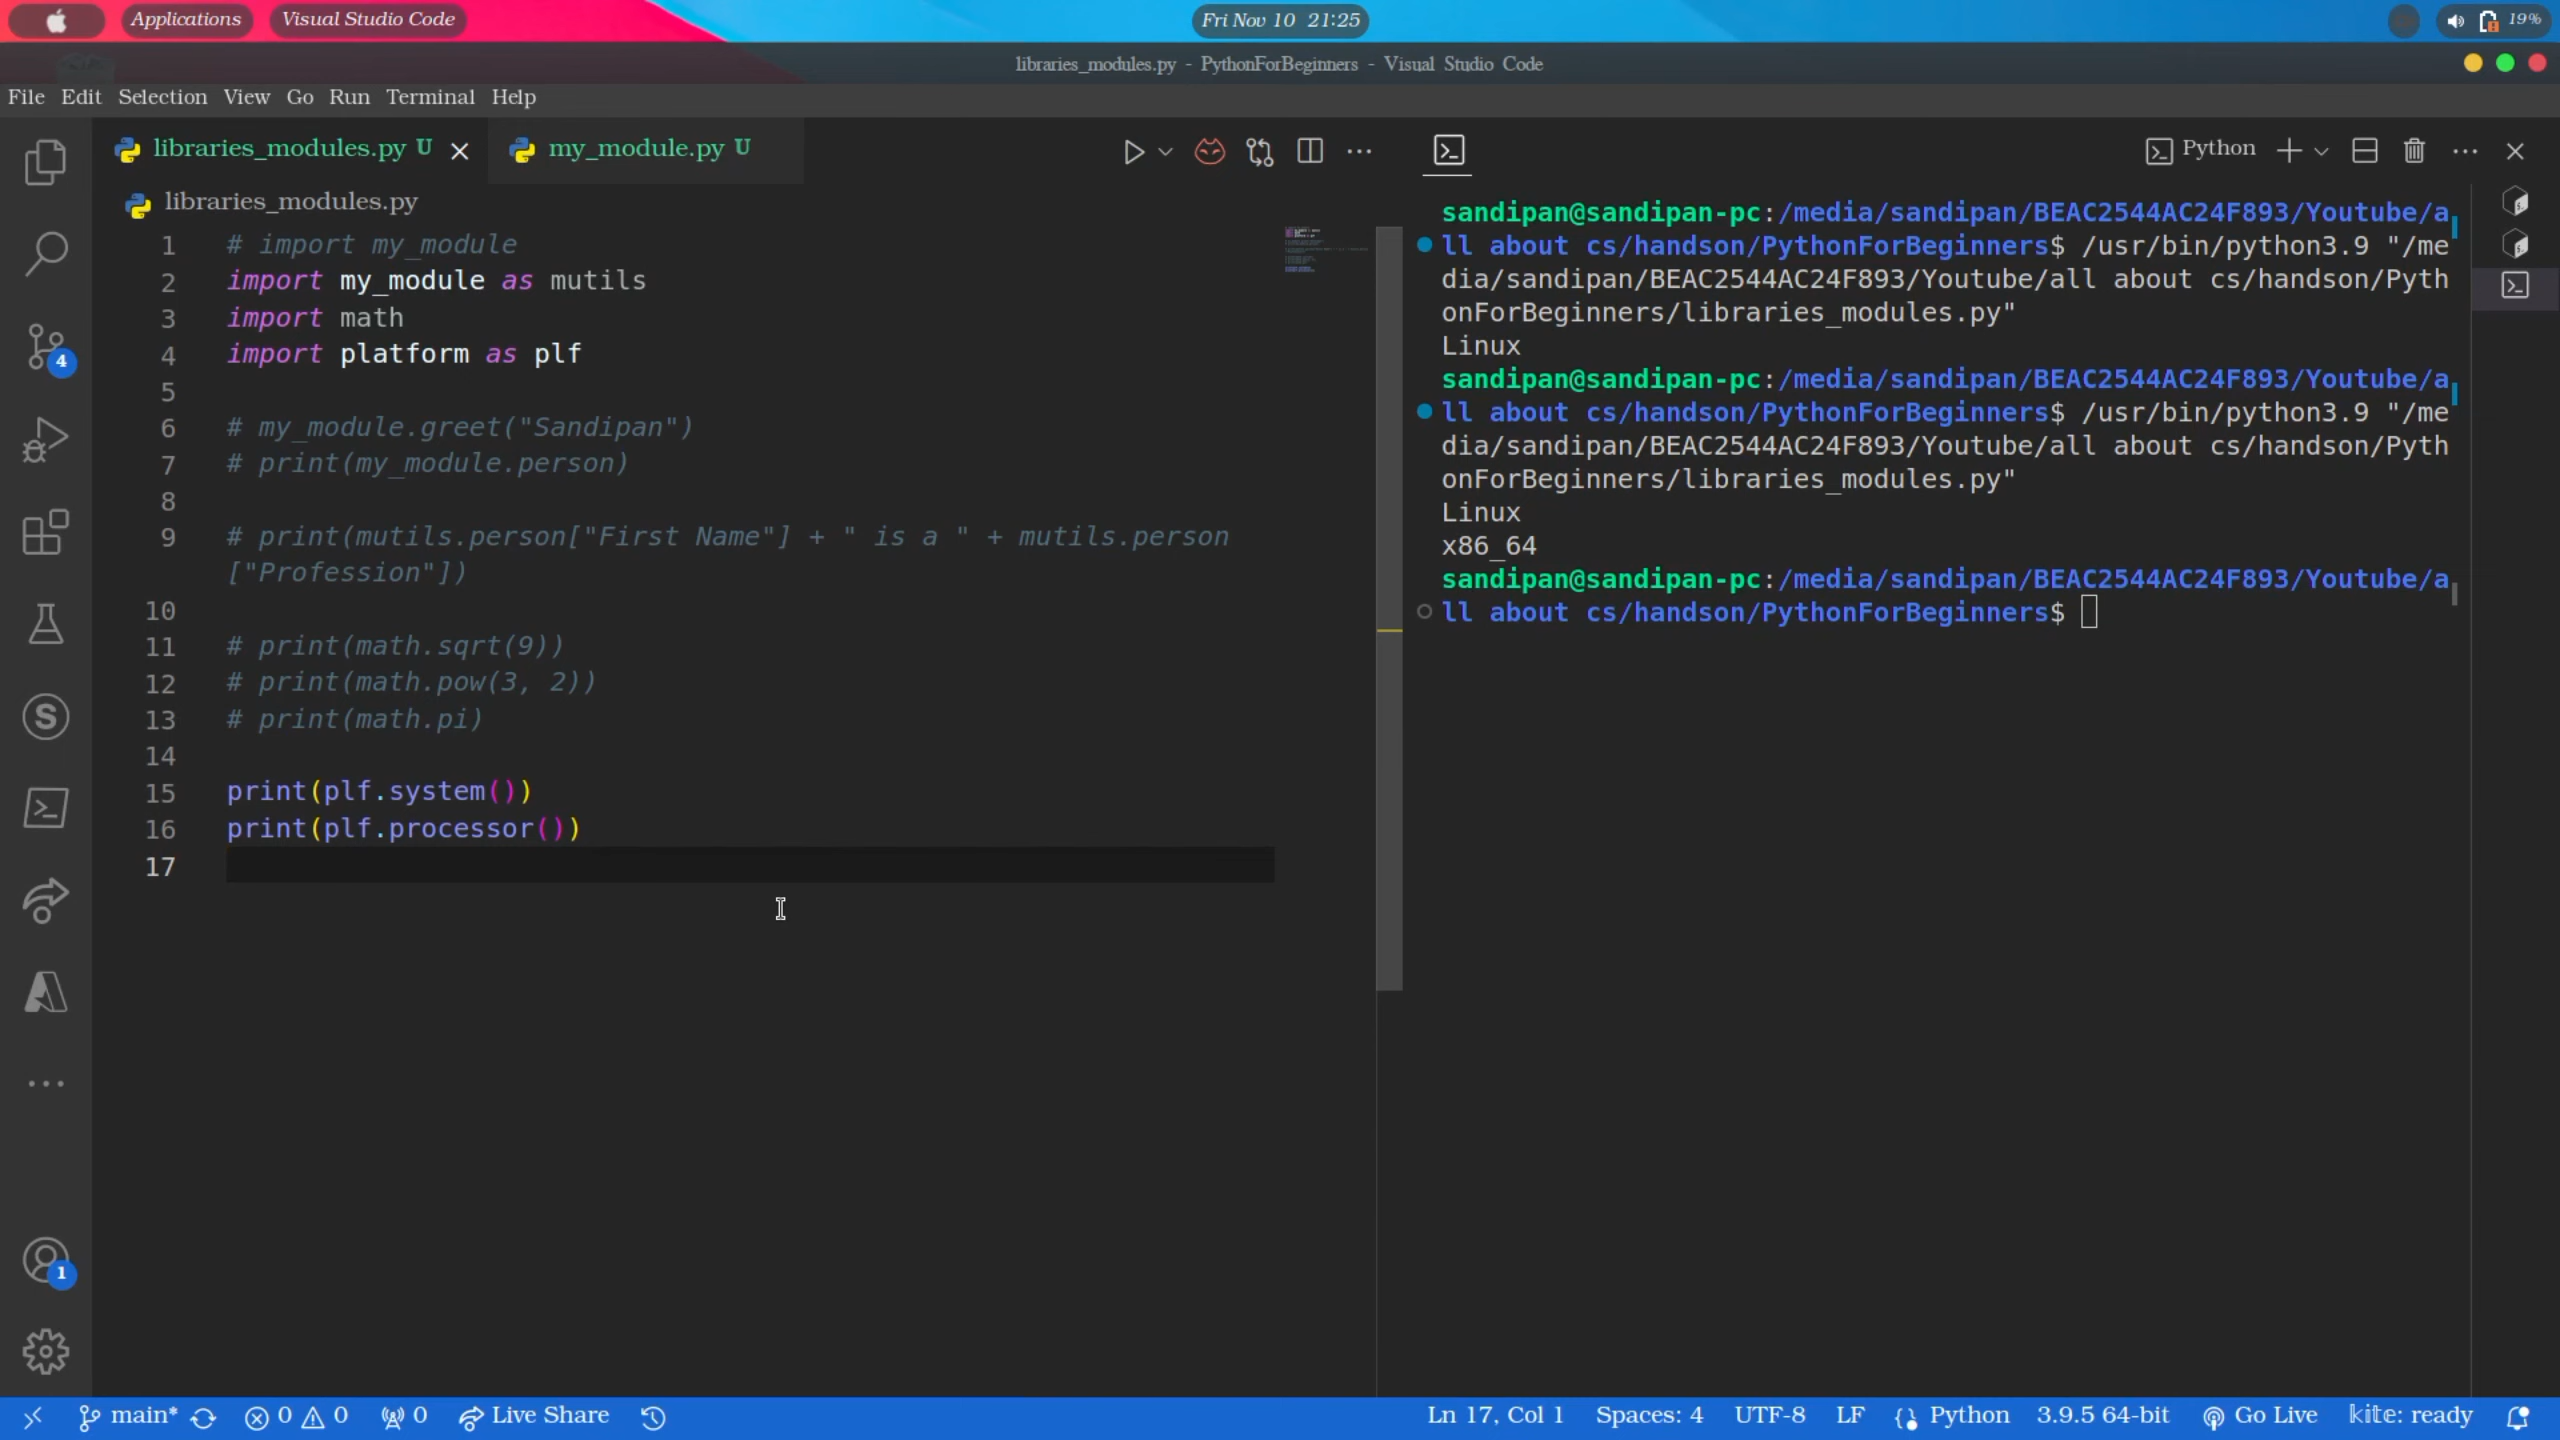 Applications Visual Studio Code Fri Nov 10 21:25 19%
libraries_modules.py - PythonForBeginners - Visual Studio Code
File Edit Selection View Go Run Terminal Help
libraries_modules.py U my_module.py U
libraries_modules.py
1 # import my_module
2 import my_module as mutils
3 import math
4 import platform as plf
5
6 # my_module.greet("Sandipan")
7 # print(my_module.person)
8
9 # print(mutils.person["First Name"] + " is a " + mutils.person
["Profession"])
10
11 # print(math.sqrt(9))
12 # print(math.pow(3, 2))
13 # print(math.pi)
14
15 print(plf.system())
16 print(plf.processor())
17
Python
sandipan@sandipan-pc:/media/sandipan/BEAC2544AC24F893/Youtube/a
ll about cs/handson/PythonForBeginners$ /usr/bin/python3.9 "/me
dia/sandipan/BEAC2544AC24F893/Youtube/all about cs/handson/Pyth
onForBeginners/libraries_modules.py"
Linux
sandipan@sandipan-pc:/media/sandipan/BEAC2544AC24F893/Youtube/a
ll about cs/handson/PythonForBeginners$ /usr/bin/python3.9 "/me
dia/sandipan/BEAC2544AC24F893/Youtube/all about cs/handson/Pyth
onForBeginners/libraries_modules.py"
Linux
x86_64
sandipan@sandipan-pc:/media/sandipan/BEAC2544AC24F893/Youtube/a
ll about cs/handson/PythonForBeginners$
4
1
main* 0 0 0 Live Share Ln 17, Col 1 Spaces: 4 UTF-8 LF Python 3.9.5 64-bit Go Live kite: ready